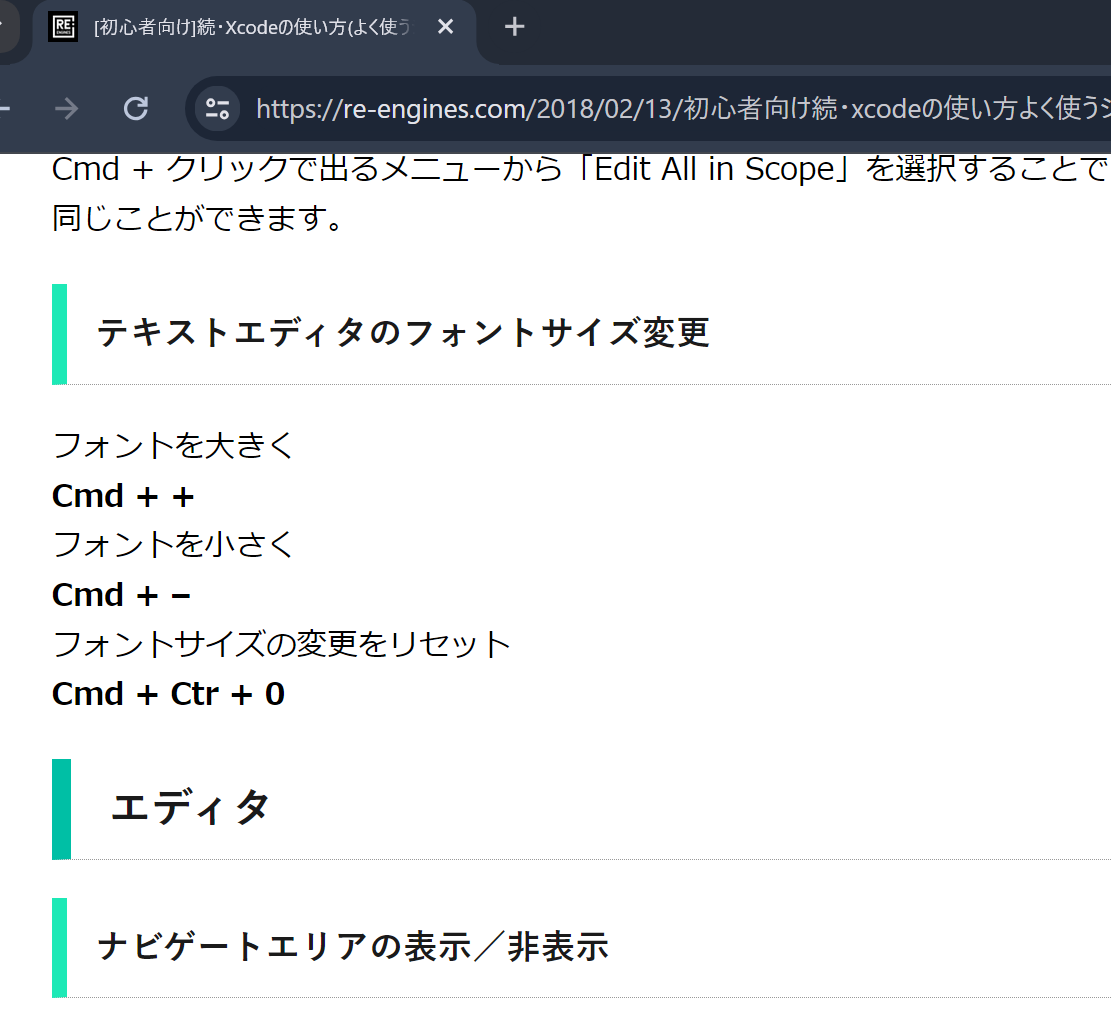 RE
ENGINES
[初心者向け]続・Xcodeの使い方(よく使う
https://re-engines.com/2018/02/13/初心者向け続・xcodeの使い方よく使う
Cmd + クリックで出るメニューから「Edit All in Scope」を選択することで
同じことができます。
テキストエディタのフォントサイズ変更
フォントを大きく
Cmd + +
フォントを小さく
Cmd + –
フォントサイズの変更をリセット
Cmd + Ctr + 0
エディタ
ナビゲートエリアの表示／非表示